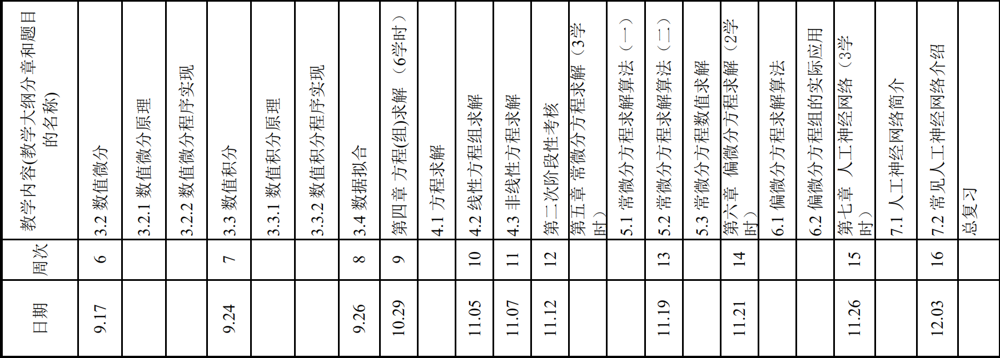 日期 周次 教学内容(教学大纲分章和题目
的名称)
9.17 6 3.2 数值微分
3.2.1 数值微分原理
3.2.2 数值微分程序实现
9.24 7 3.3 数值积分
3.3.1 数值积分原理
3.3.2 数值积分程序实现
9.26 8 3.4 数据拟合
10.29 9 第四章 方程(组)求解 （6学时）
4.1 方程求解
11.05 10 4.2 线性方程组求解
11.07 11 4.3 非线性方程求解
11.12 12 第二次阶段性考核
第五章 常微分方程求解（3学
时）
5.1 常微分方程求解算法（一）
11.19 13 5.2 常微分方程求解算法（二）
5.3 常微分方程数值求解
11.21 14 第六章 偏微分方程求解（2学
时）
6.1 偏微分方程求解算法
6.2 偏微分方程组的实际应用
11.26 15 第七章 人工神经网络（3学
时）
7.1 人工神经网络简介
12.03 16 7.2 常见人工神经网络介绍
总复习